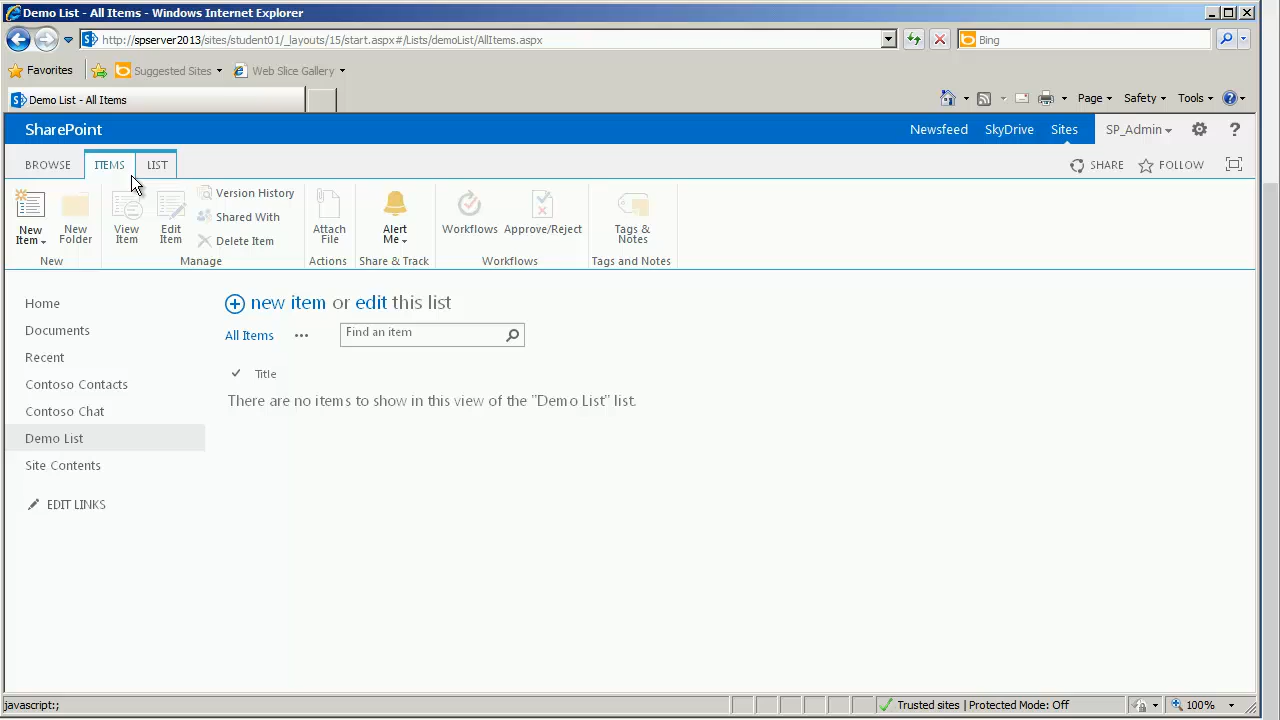 Demo List - All Items - Windows Internet Explorer
http://spserver2013/sites/student01/_layouts/15/start.aspx#/Lists/demoList/AllItems.aspx
Bing
Favorites Suggested Sites Web Slice Gallery
Demo List - All Items
Page Safety Tools
SharePoint Newsfeed SkyDrive Sites SP_Admin ?
BROWSE ITEMS LIST SHARE FOLLOW
New Item
New Folder
View Item
Edit Item
Version History
Shared With
Delete Item
Attach File
Alert Me
Workflows
Approve/Reject
Tags & Notes
New Manage Actions Share & Track Workflows Tags and Notes
Home
Documents
Recent
Contoso Contacts
Contoso Chat
Demo List
Site Contents
EDIT LINKS
new item or edit this list
All Items ... Find an item
Title
There are no items to show in this view of the "Demo List" list.
javascript:; Trusted sites | Protected Mode: Off 100%